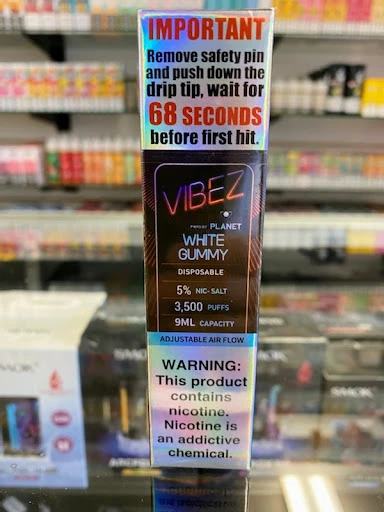 IMPORTANT
Remove safety pin
and push down the
drip tip, wait for
68 SECONDS
before first hit.
VIBEZ
PLANET
WHITE
GUMMY
DISPOSABLE
5% NIC-SALT
3,500 PUFFS
9ML CAPACITY
ADJUSTABLE AIR FLOW
WARNING:
This product
contains
nicotine.
Nicotine is
an addictive
chemical.
SMOK